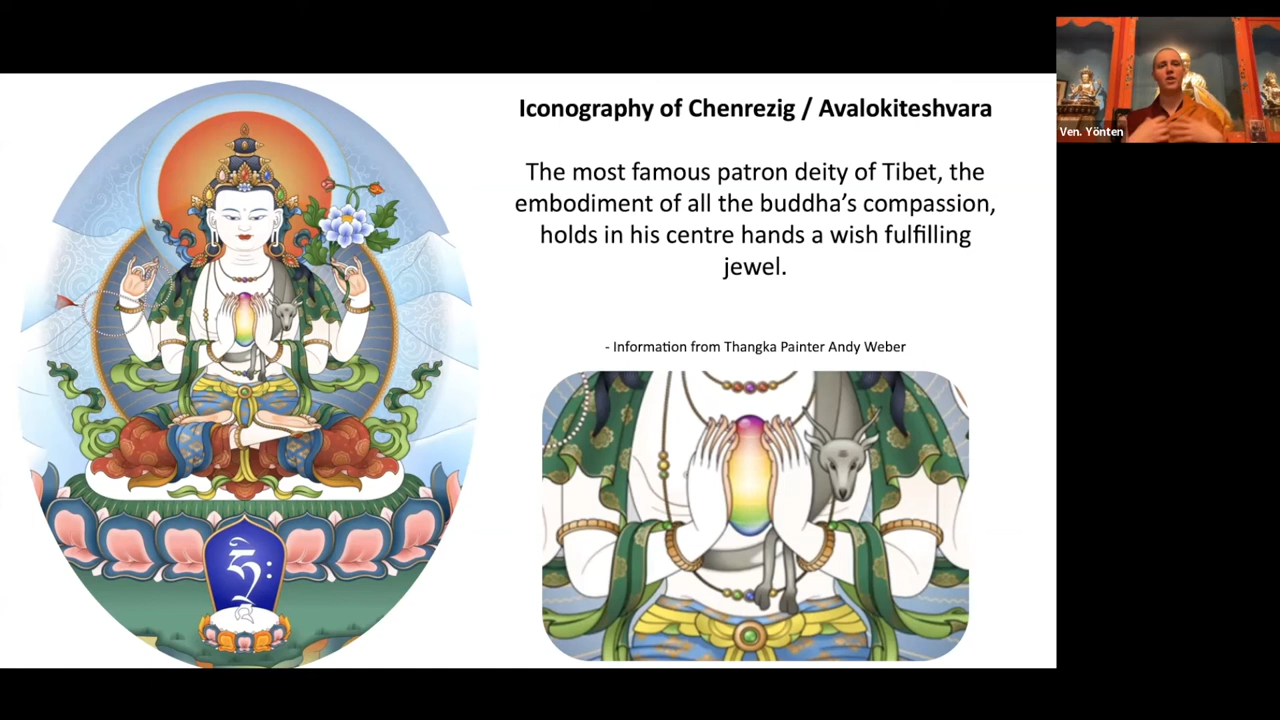 Iconography of Chenrezig / Avalokiteshvara
The most famous patron deity of Tibet, the
embodiment of all the buddha’s compassion,
holds in his centre hands a wish fulfilling
jewel.
- Information from Thangka Painter Andy Weber
Ven. Yönten
ཧྲཱིཿ